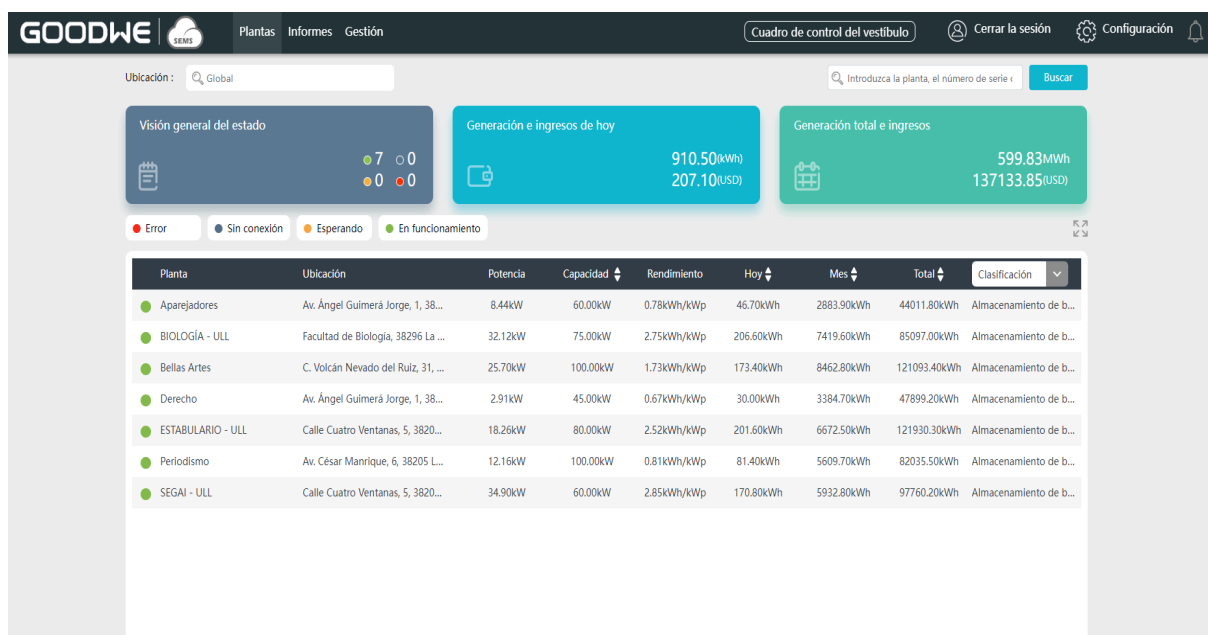 GOODWE SEMS Plantas Informes Gestión Cuadro de control del vestíbulo Cerrar la sesión Configuración
Ubicación : Global Introduzca la planta, el número de serie Buscar
Visión general del estado
7 0
0 0
Generación e ingresos de hoy
910.50(kWh)
207.10(USD)
Generación total e ingresos
599.83MWh
137133.85(USD)
Error Sin conexión Esperando En funcionamiento
Planta Ubicación Potencia Capacidad Rendimiento Hoy Mes Total Clasificación
Aparejadores Av. Ángel Guimerá Jorge, 1, 38... 8.44kW 60.00kW 0.78kWh/kWp 46.70kWh 2883.90kWh 44011.80kWh Almacenamiento de b...
BIOLOGÍA - ULL Facultad de Biología, 38296 La ... 32.12kW 75.00kW 2.75kWh/kWp 206.60kWh 7419.60kWh 85097.00kWh Almacenamiento de b...
Bellas Artes C. Volcán Nevado del Ruiz, 31, ... 25.70kW 100.00kW 1.73kWh/kWp 173.40kWh 8462.80kWh 121093.40kWh Almacenamiento de b...
Derecho Av. Ángel Guimerá Jorge, 1, 38... 2.91kW 45.00kW 0.67kWh/kWp 30.00kWh 3384.70kWh 47899.20kWh Almacenamiento de b...
ESTABULARIO - ULL Calle Cuatro Ventanas, 5, 3820... 18.26kW 80.00kW 2.52kWh/kWp 201.60kWh 6672.50kWh 121930.30kWh Almacenamiento de b...
Periodismo Av. César Manrique, 6, 38205 L... 12.16kW 100.00kW 0.81kWh/kWp 81.40kWh 5609.70kWh 82035.50kWh Almacenamiento de b...
SEGAI - ULL Calle Cuatro Ventanas, 5, 3820... 34.90kW 60.00kW 2.85kWh/kWp 170.80kWh 5932.80kWh 97760.20kWh Almacenamiento de b...